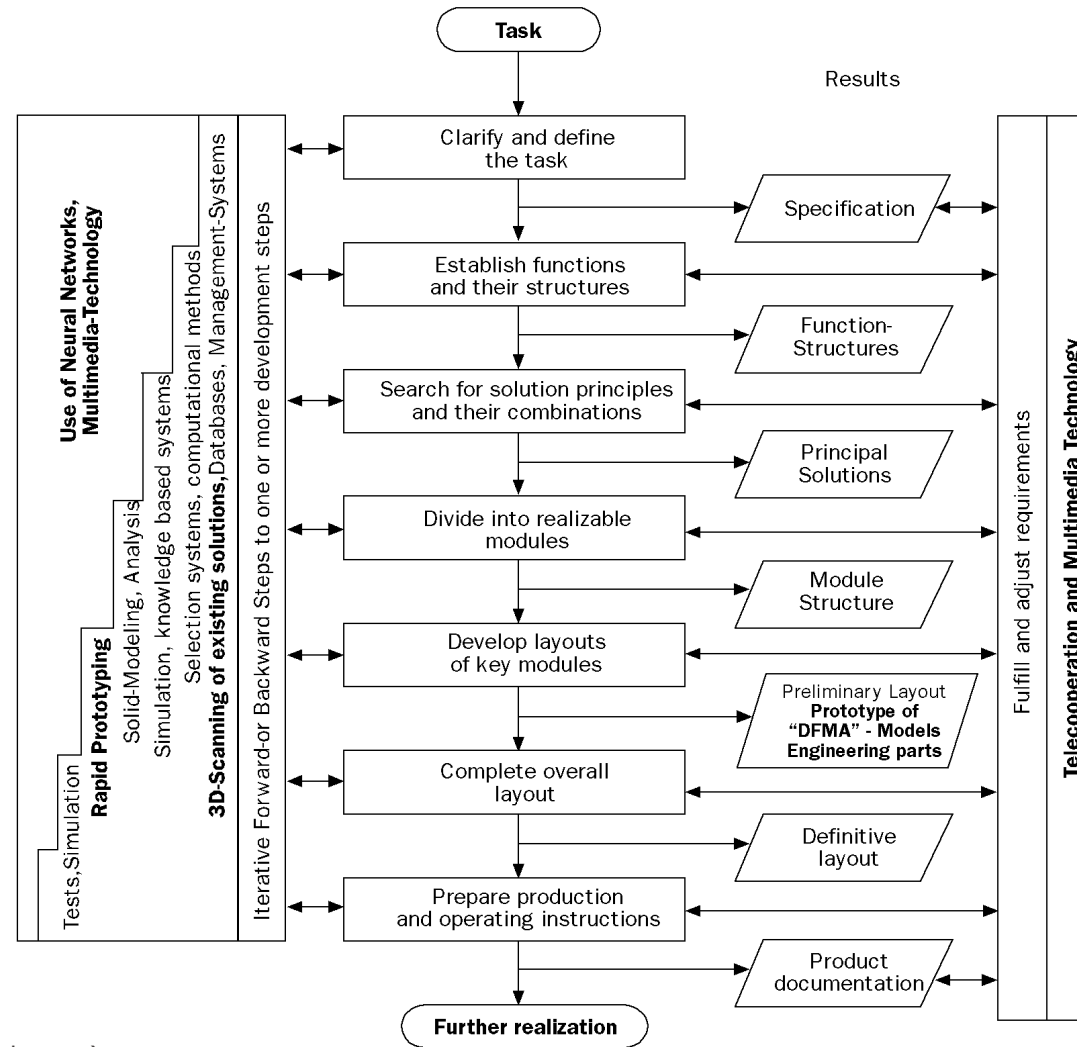 Task
Results
Clarify and define
the task
Specification
Establish functions
and their structures
Function-
Structures
Search for solution principles
and their combinations
Principal
Solutions
Divide into realizable
modules
Module
Structure
Develop layouts
of key modules
Preliminary Layout
Prototype of
“DFMA” - Models
Engineering parts
Complete overall
layout
Definitive
layout
Prepare production
and operating instructions
Product
documentation
Further realization
Use of Neural Networks,
Multimedia-Technology
Tests,Simulation
Rapid Prototyping
Solid-Modeling, Analysis
Simulation, knowledge based systems
Selection systems, computational methods
3D-Scanning of existing solutions,Databases, Management-Systems
Iterative Forward-or Backward Steps to one or more development steps
Fulfill and adjust requirements
Telecooperation and Multimedia Technology